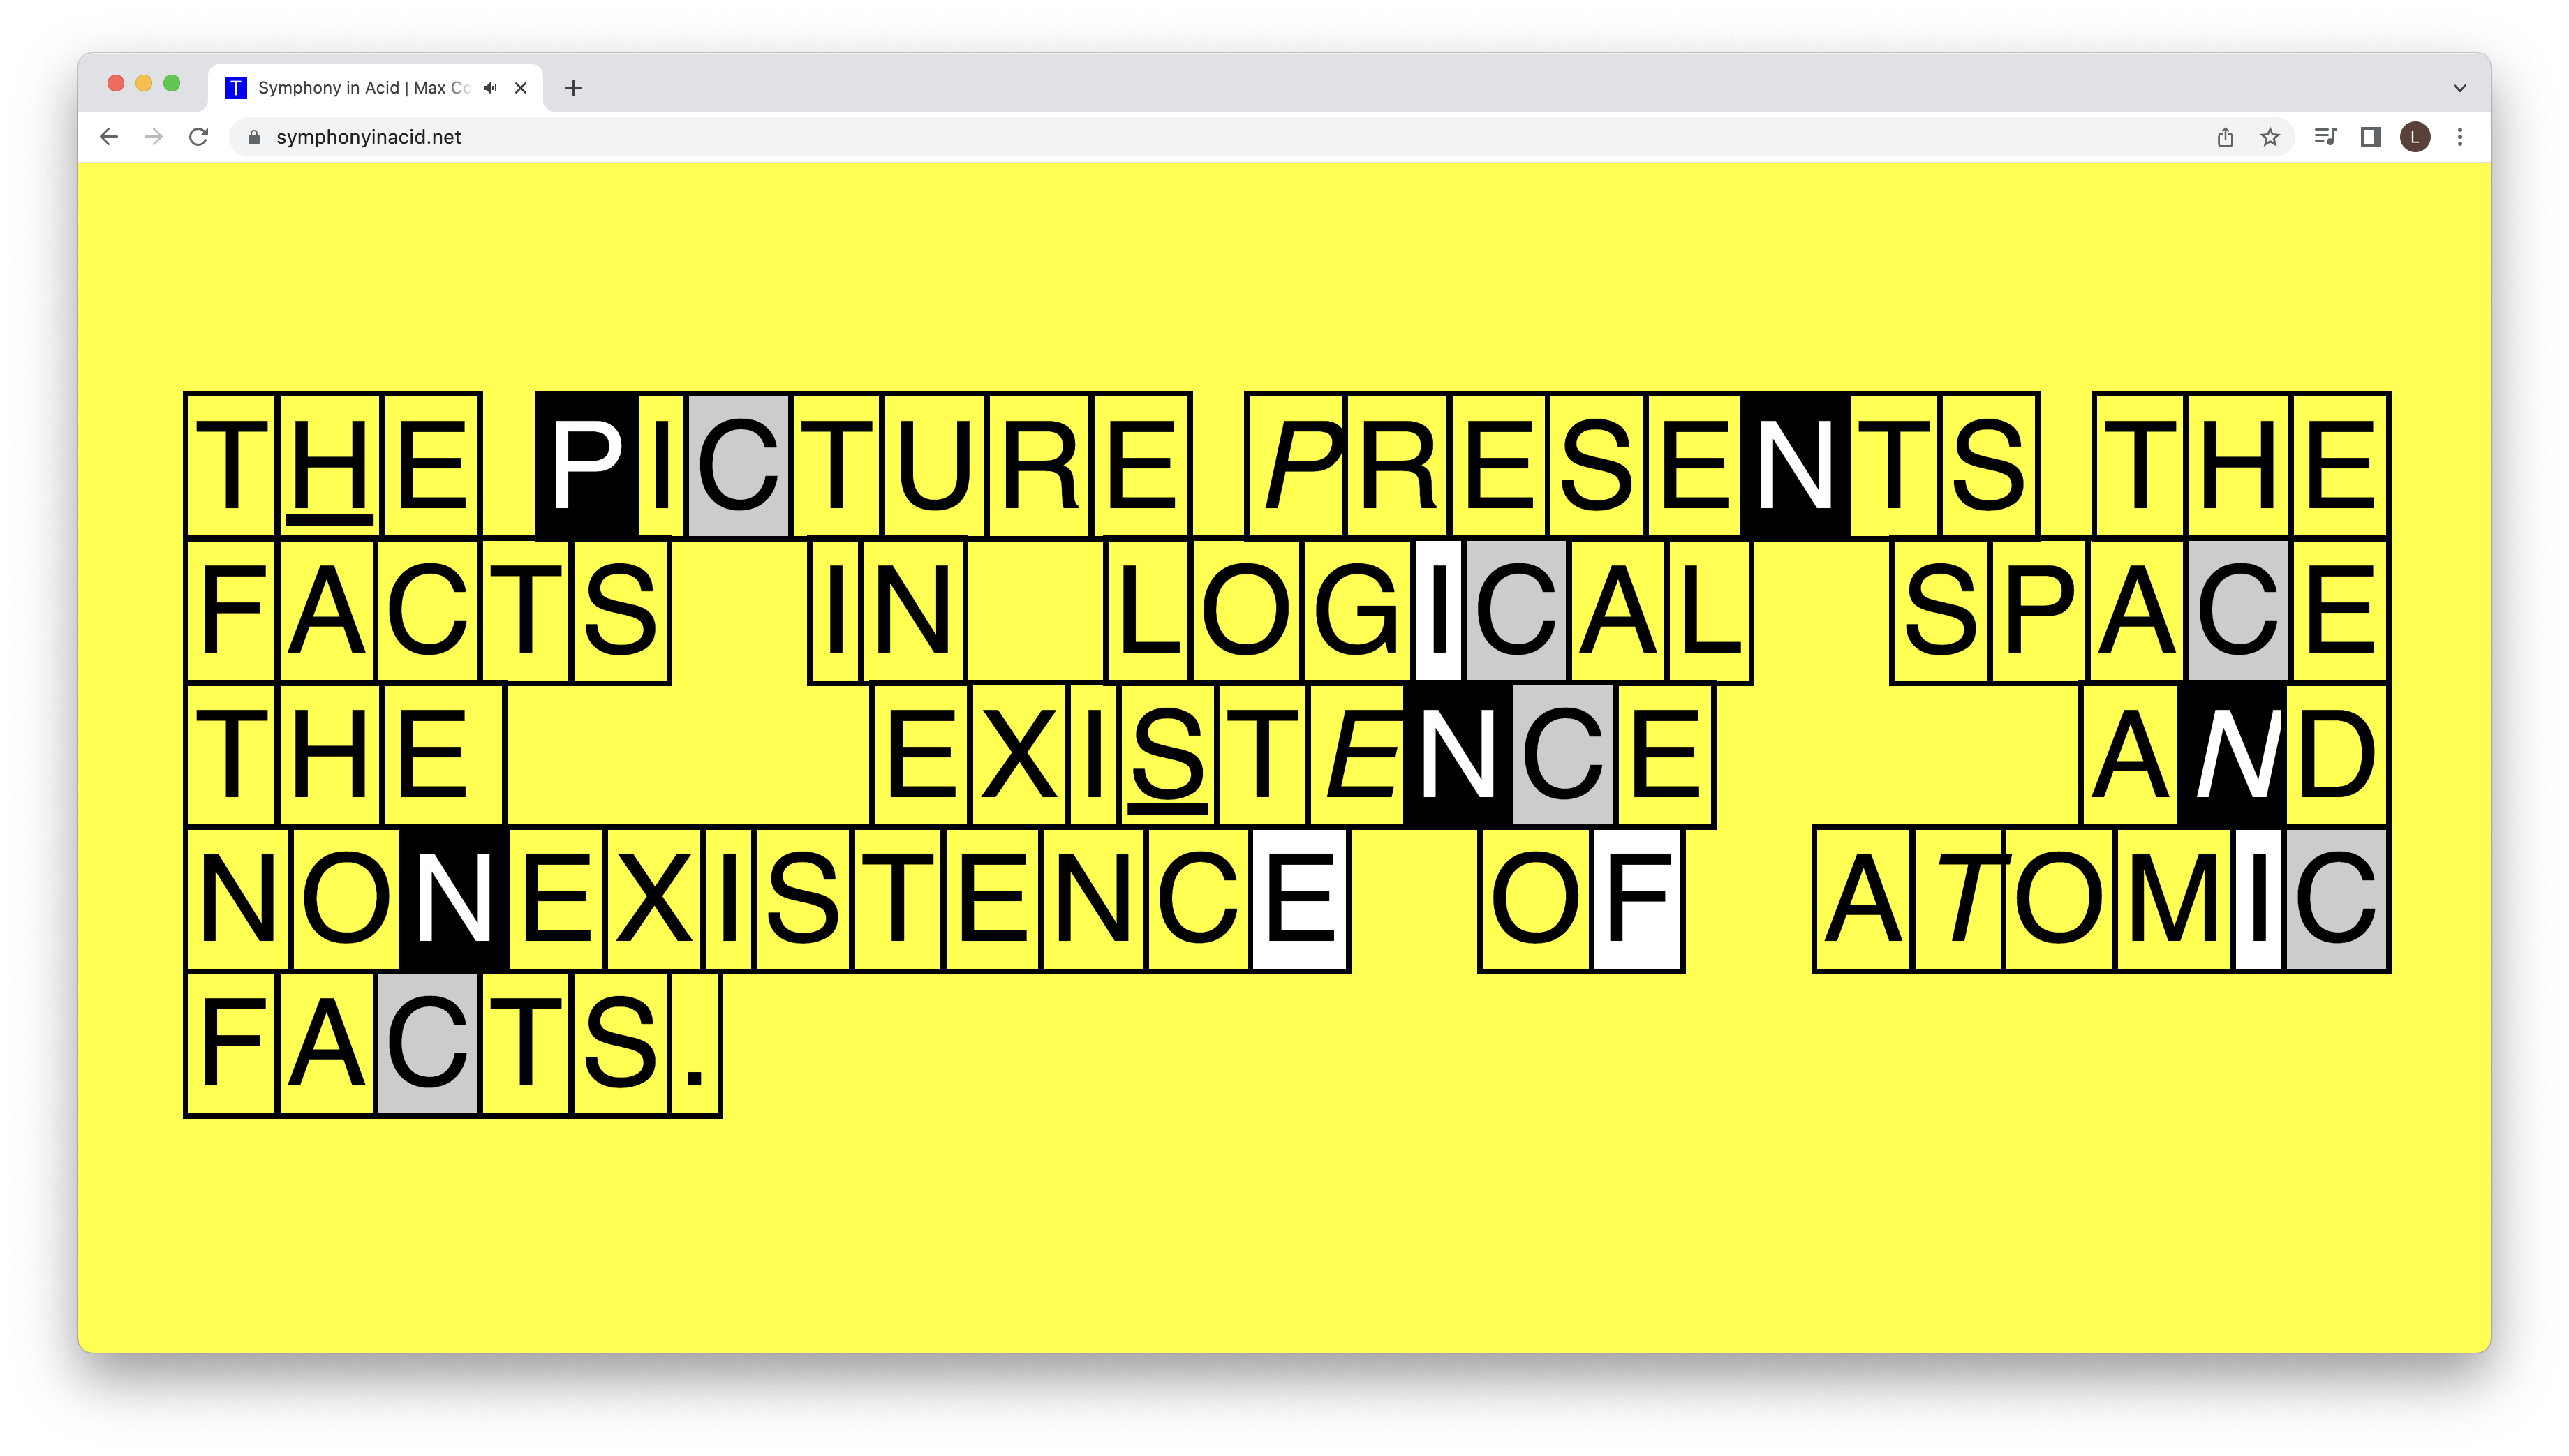 Symphony in Acid | Max Co
symphonyinacid.net
L
THE PICTURE PRESENTS THE
FACTS IN LOGICAL SPACE
THE EXISTENCE AND
NONEXISTENCE OF ATOMIC
FACTS.